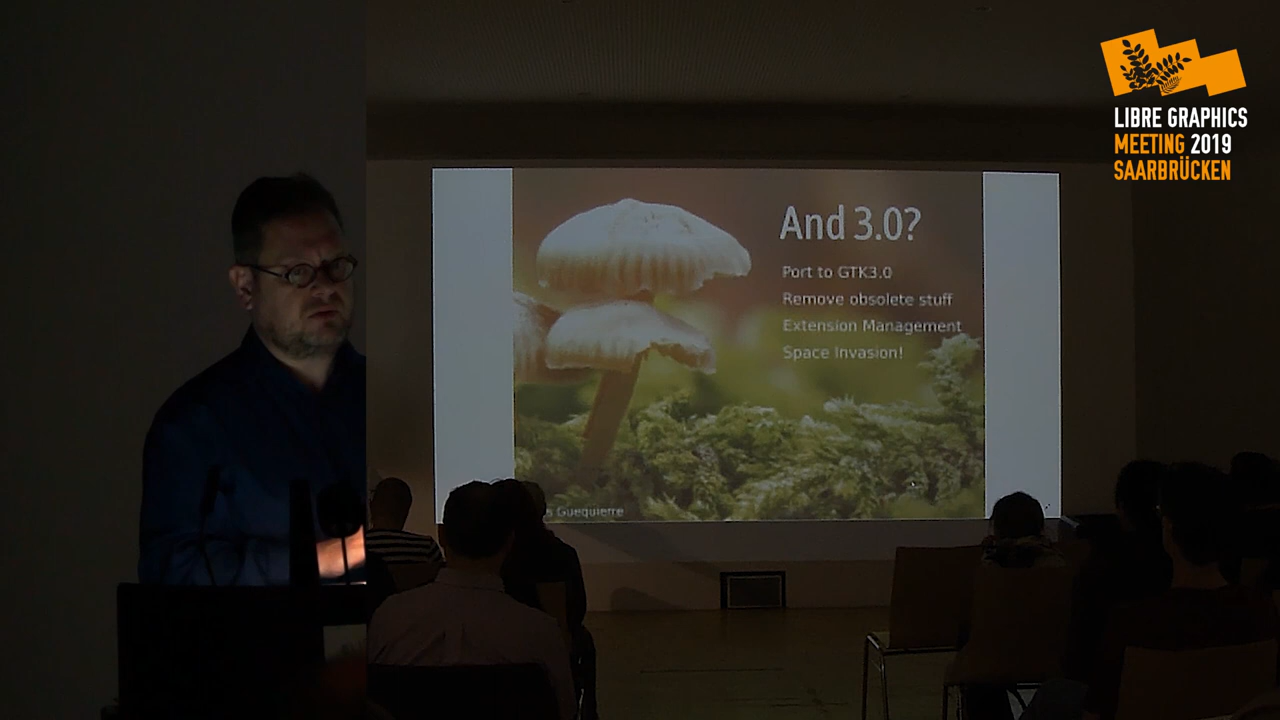 LIBRE GRAPHICS
MEETING 2019
SAARBRÜCKEN
And 3.0?
Port to GTK3.0
Remove obsolete stuff
Extension Management
Space Invasion!
Guequierre